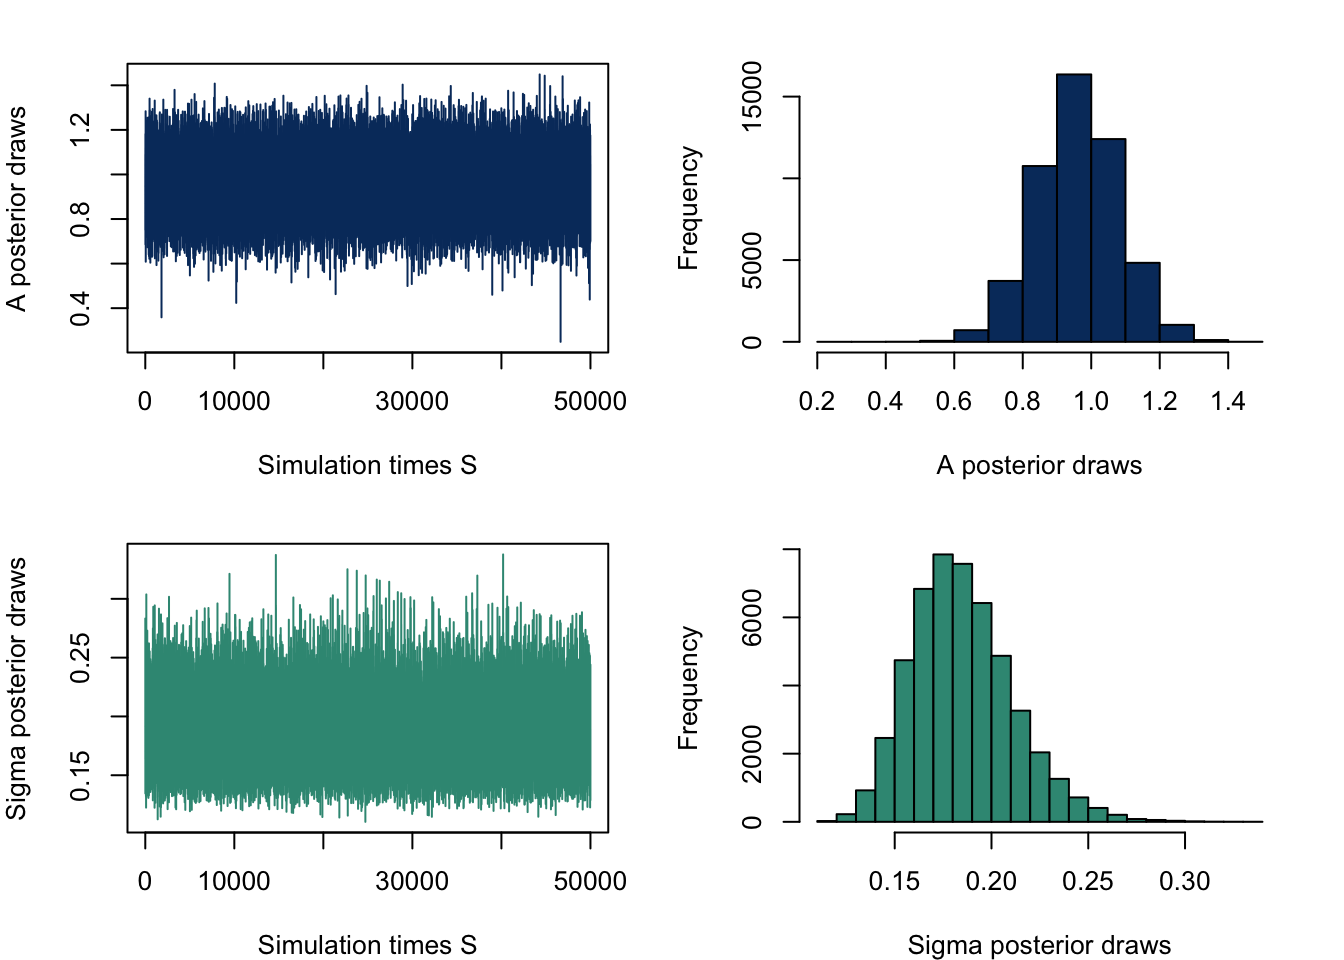 A posterior draws
0.4 0.8 1.2
0 10000 30000 50000
Simulation times S
Frequency
0 5000 15000
0.2 0.4 0.6 0.8 1.0 1.2 1.4
A posterior draws
Sigma posterior draws
0.15 0.25
0 10000 30000 50000
Simulation times S
Frequency
0 2000 6000
0.15 0.20 0.25 0.30
Sigma posterior draws